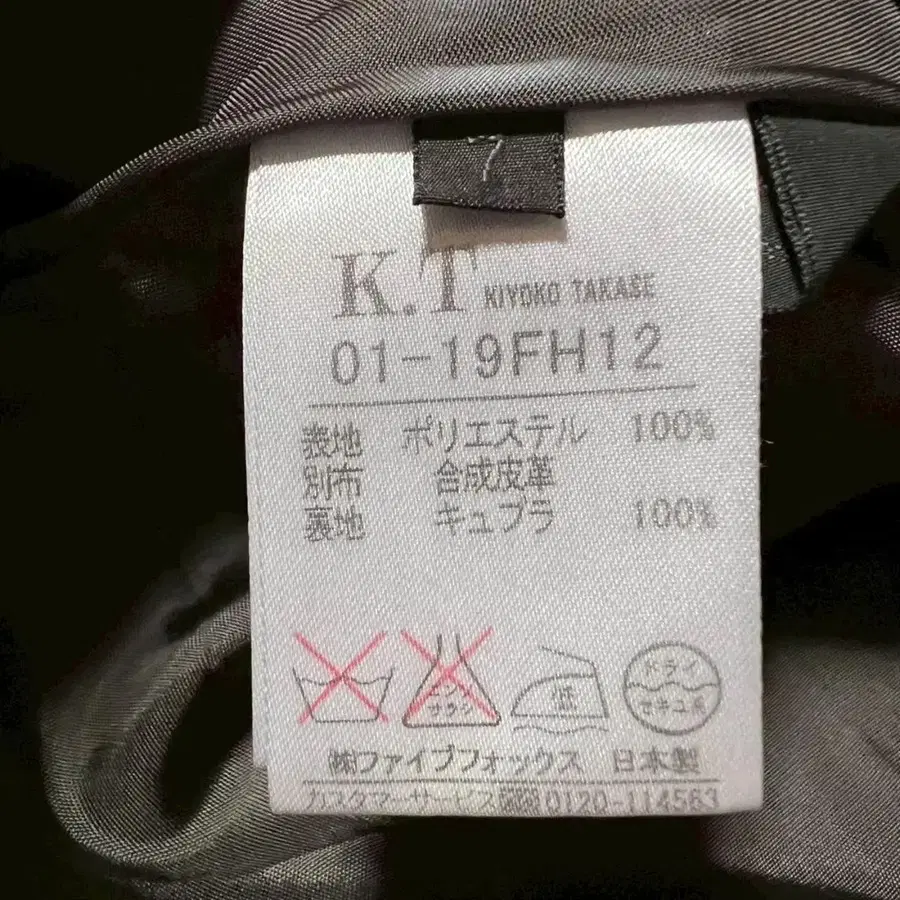 7
K.T KIYOKO TAKASE
01-19FH12
表地 ポリエステル 100%
別布 合成皮革
裏地 キュプラ 100%
エンソ サラシ 低 ドライ セキユ系
㈱ファイブフォックス 日本製
カスタマーサービス 0120-114563